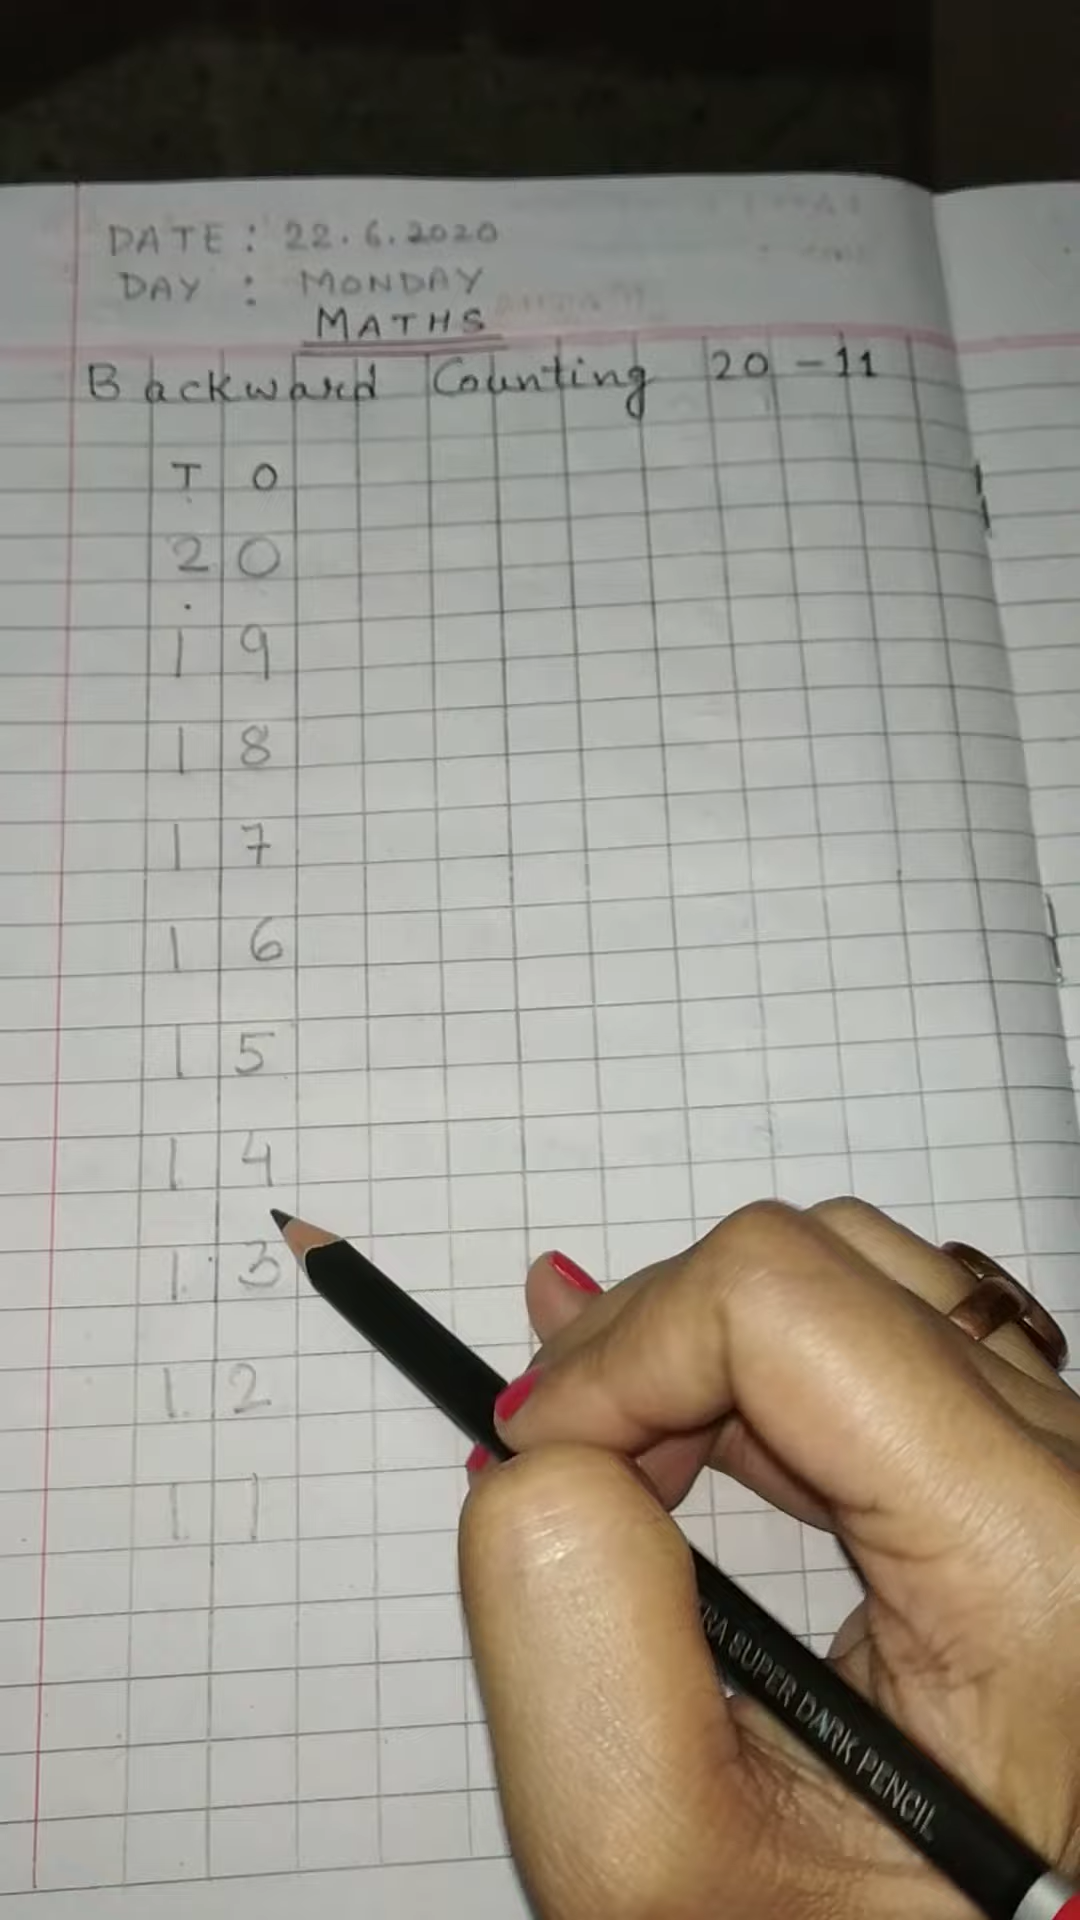 DATE : 22.6.2020
DAY : MONDAY
MATHS
Backward Counting 20 - 11
T O
2 0
1 9
1 8
1 7
1 6
1 5
1 4
1 3
1 2
1 1
RA SUPER DARK PENCIL